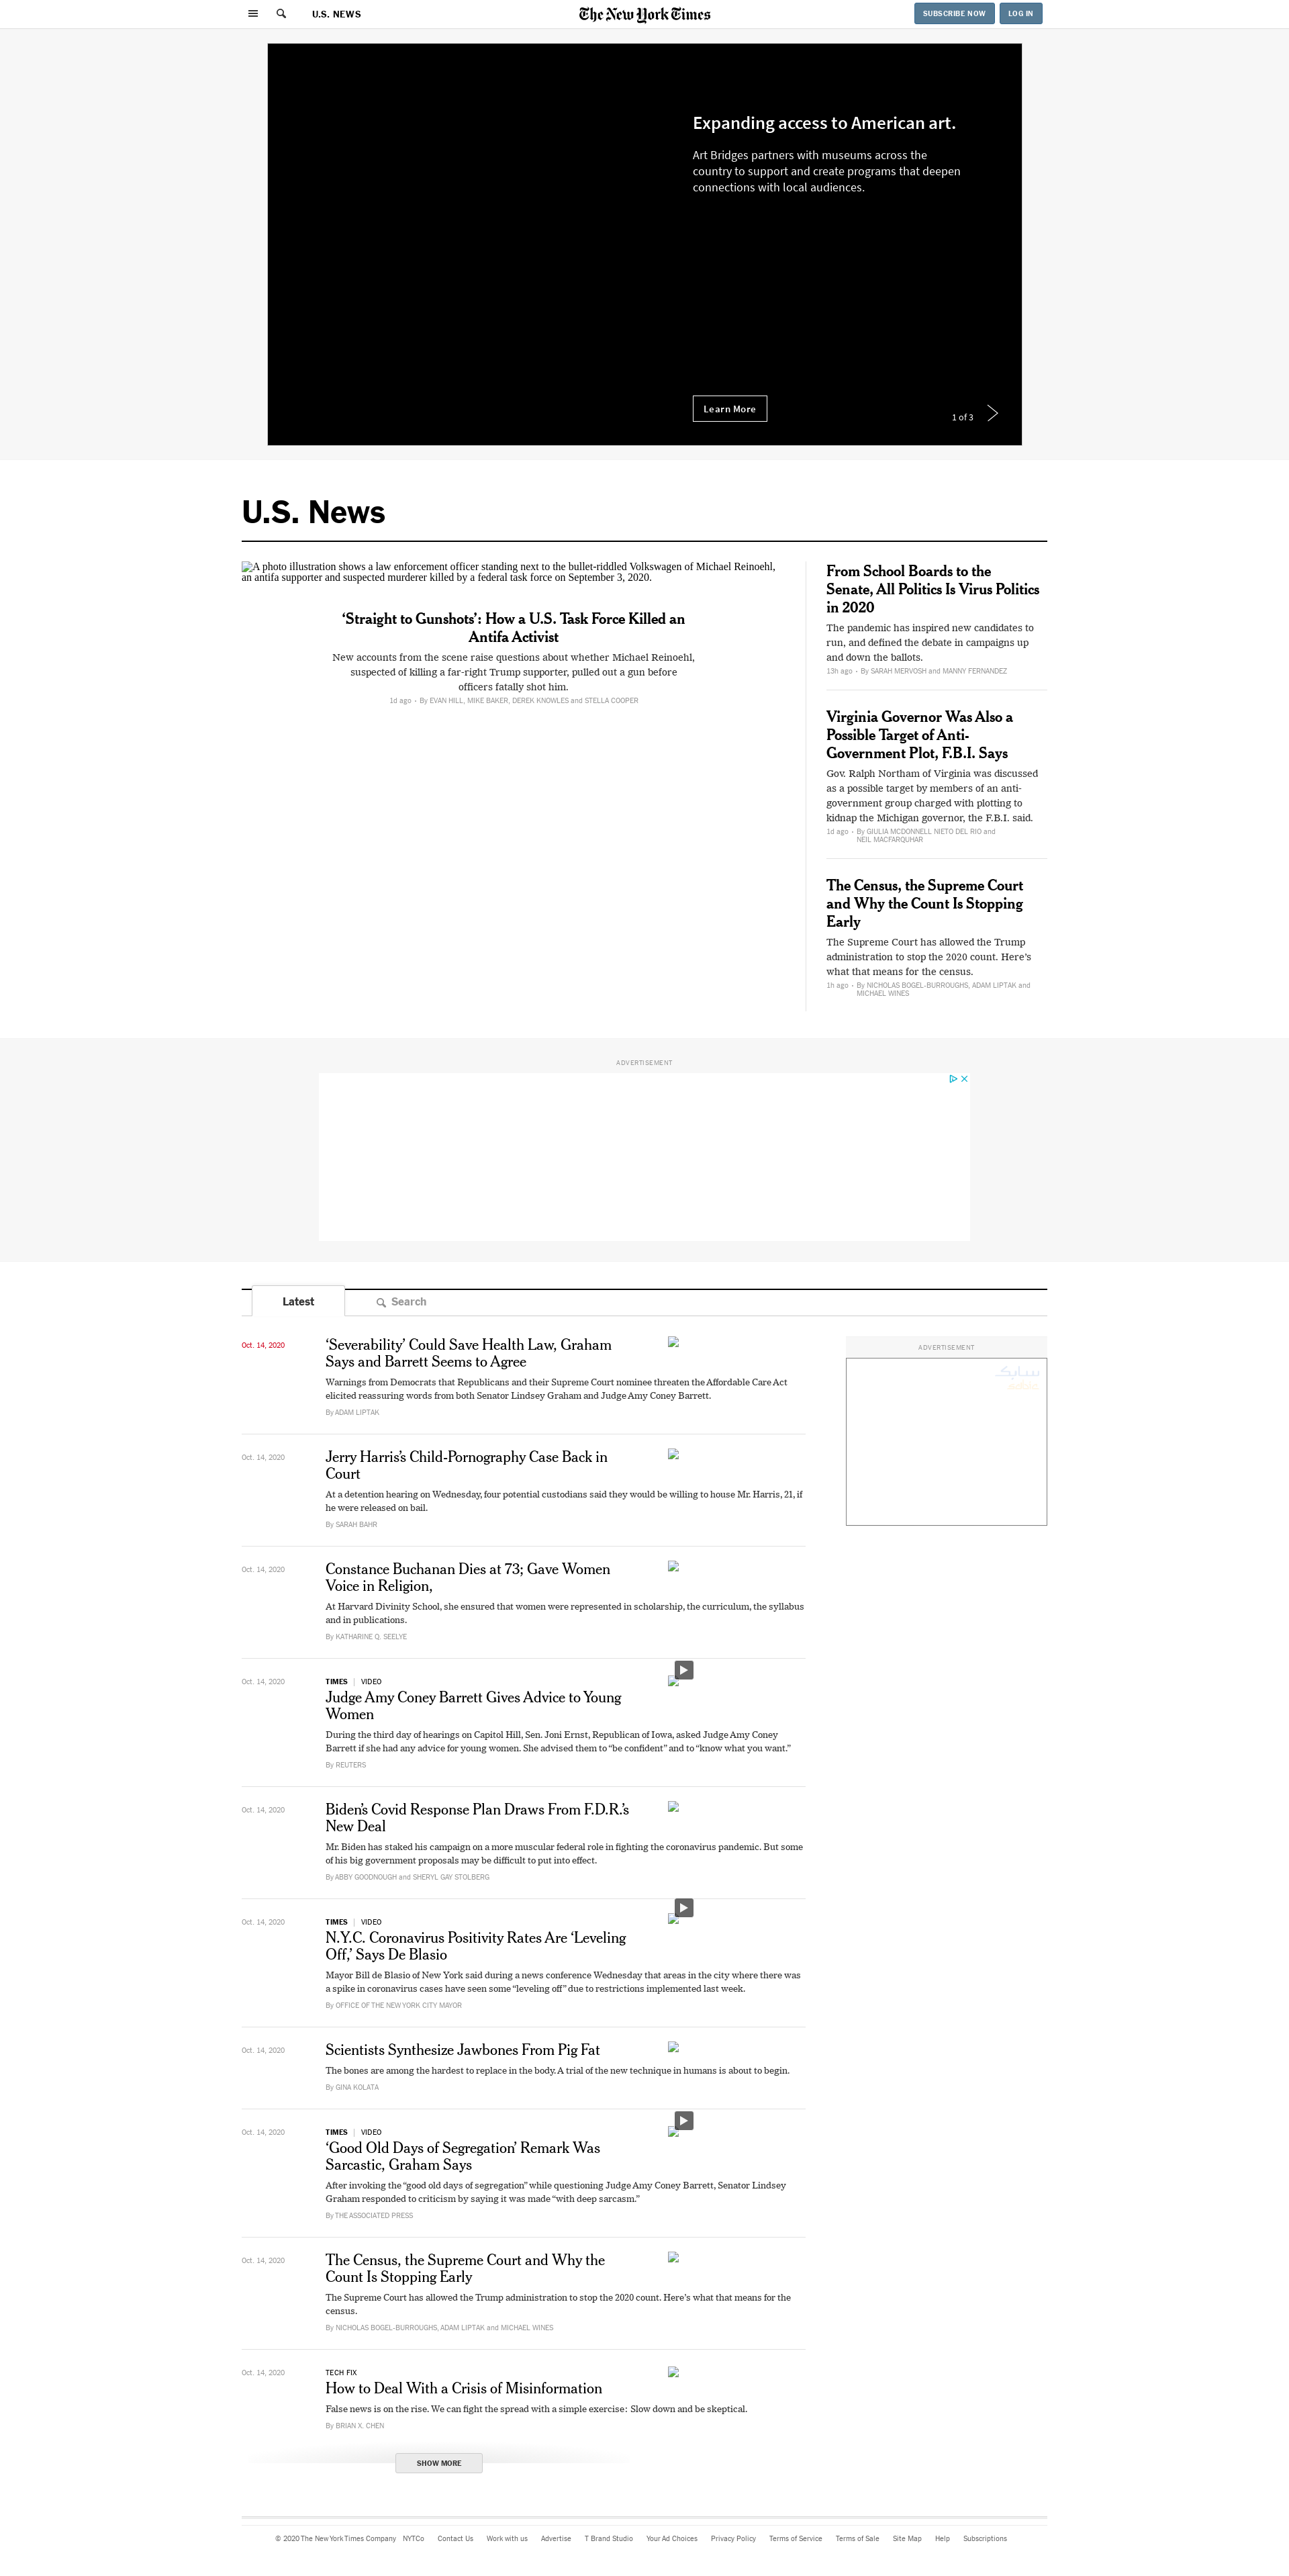 U.S. NEWS
The New York Times
SUBSCRIBE NOW
LOG IN
Expanding access to American art.
Art Bridges partners with museums across the
country to support and create programs that deepen
connections with local audiences.
Learn More
1 of 3
U.S. News
A photo illustration shows a law enforcement officer standing next to the bullet-riddled Volkswagen of Michael Reinoehl,
an antifa supporter and suspected murderer killed by a federal task force on September 3, 2020.
‘Straight to Gunshots’: How a U.S. Task Force Killed an
Antifa Activist
New accounts from the scene raise questions about whether Michael Reinoehl,
suspected of killing a far-right Trump supporter, pulled out a gun before
officers fatally shot him.
1d ago · By EVAN HILL, MIKE BAKER, DEREK KNOWLES and STELLA COOPER
From School Boards to the
Senate, All Politics Is Virus Politics
in 2020
The pandemic has inspired new candidates to
run, and defined the debate in campaigns up
and down the ballots.
13h ago · By SARAH MERVOSH and MANNY FERNANDEZ
Virginia Governor Was Also a
Possible Target of Anti-
Government Plot, F.B.I. Says
Gov. Ralph Northam of Virginia was discussed
as a possible target by members of an anti-
government group charged with plotting to
kidnap the Michigan governor, the F.B.I. said.
1d ago · By GIULIA MCDONNELL NIETO DEL RIO and
NEIL MACFARQUHAR
The Census, the Supreme Court
and Why the Count Is Stopping
Early
The Supreme Court has allowed the Trump
administration to stop the 2020 count. Here’s
what that means for the census.
1h ago · By NICHOLAS BOGEL-BURROUGHS, ADAM LIPTAK and
MICHAEL WINES
ADVERTISEMENT
Latest
Search
Oct. 14, 2020
‘Severability’ Could Save Health Law, Graham
Says and Barrett Seems to Agree
Warnings from Democrats that Republicans and their Supreme Court nominee threaten the Affordable Care Act
elicited reassuring words from both Senator Lindsey Graham and Judge Amy Coney Barrett.
By ADAM LIPTAK
ADVERTISEMENT
سابك
Oct. 14, 2020
Jerry Harris’s Child-Pornography Case Back in
Court
At a detention hearing on Wednesday, four potential custodians said they would be willing to house Mr. Harris, 21, if
he were released on bail.
By SARAH BAHR
Oct. 14, 2020
Constance Buchanan Dies at 73; Gave Women
Voice in Religion,
At Harvard Divinity School, she ensured that women were represented in scholarship, the curriculum, the syllabus
and in publications.
By KATHARINE Q. SEELYE
Oct. 14, 2020
TIMES | VIDEO
Judge Amy Coney Barrett Gives Advice to Young
Women
During the third day of hearings on Capitol Hill, Sen. Joni Ernst, Republican of Iowa, asked Judge Amy Coney
Barrett if she had any advice for young women. She advised them to “be confident” and to “know what you want.”
By REUTERS
Oct. 14, 2020
Biden’s Covid Response Plan Draws From F.D.R.’s
New Deal
Mr. Biden has staked his campaign on a more muscular federal role in fighting the coronavirus pandemic. But some
of his big government proposals may be difficult to put into effect.
By ABBY GOODNOUGH and SHERYL GAY STOLBERG
Oct. 14, 2020
TIMES | VIDEO
N.Y.C. Coronavirus Positivity Rates Are ‘Leveling
Off,’ Says De Blasio
Mayor Bill de Blasio of New York said during a news conference Wednesday that areas in the city where there was
a spike in coronavirus cases have seen some “leveling off” due to restrictions implemented last week.
By OFFICE OF THE NEW YORK CITY MAYOR
Oct. 14, 2020
Scientists Synthesize Jawbones From Pig Fat
The bones are among the hardest to replace in the body. A trial of the new technique in humans is about to begin.
By GINA KOLATA
Oct. 14, 2020
TIMES | VIDEO
‘Good Old Days of Segregation’ Remark Was
Sarcastic, Graham Says
After invoking the “good old days of segregation” while questioning Judge Amy Coney Barrett, Senator Lindsey
Graham responded to criticism by saying it was made “with deep sarcasm.”
By THE ASSOCIATED PRESS
Oct. 14, 2020
The Census, the Supreme Court and Why the
Count Is Stopping Early
The Supreme Court has allowed the Trump administration to stop the 2020 count. Here’s what that means for the
census.
By NICHOLAS BOGEL-BURROUGHS, ADAM LIPTAK and MICHAEL WINES
Oct. 14, 2020
TECH FIX
How to Deal With a Crisis of Misinformation
False news is on the rise. We can fight the spread with a simple exercise: Slow down and be skeptical.
By BRIAN X. CHEN
SHOW MORE
© 2020 The New York Times Company NYTCo Contact Us Work with us Advertise T Brand Studio Your Ad Choices Privacy Policy Terms of Service Terms of Sale Site Map Help Subscriptions